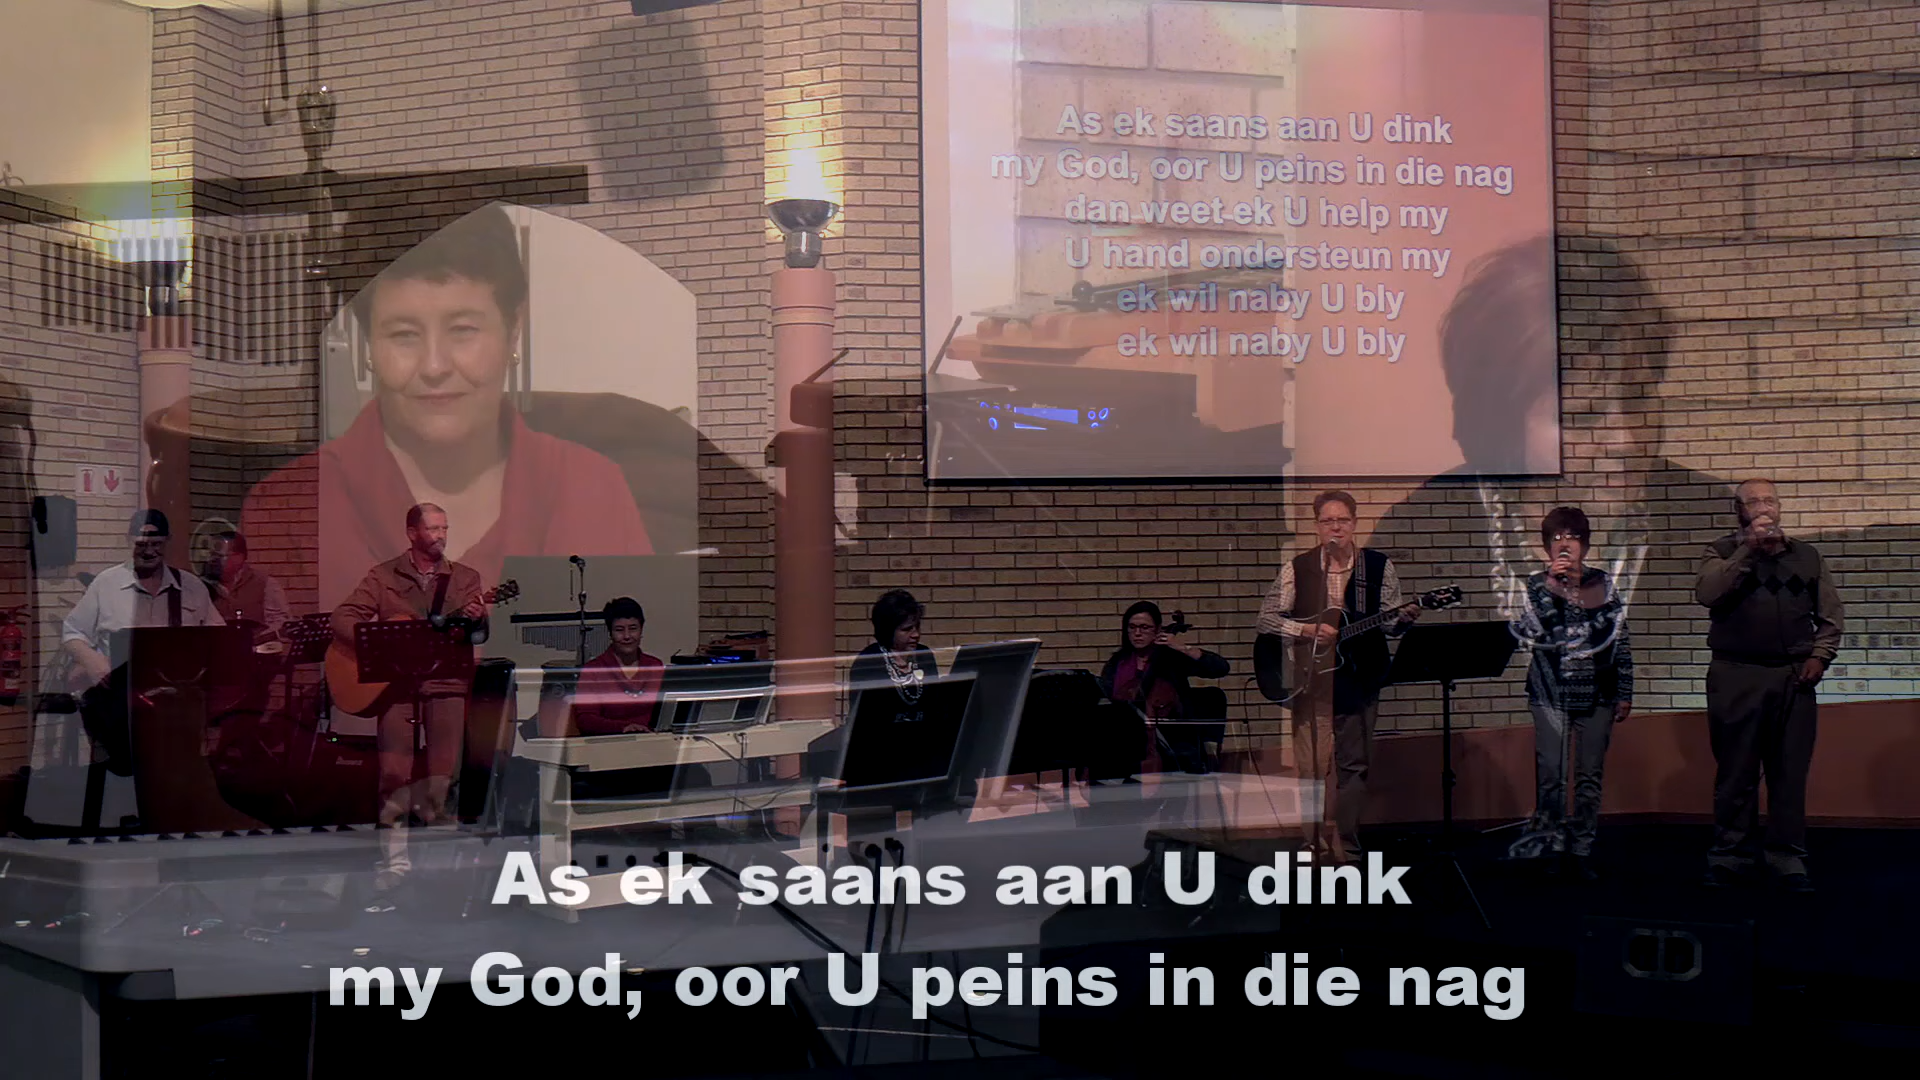 As ek saans aan U dink
my God, oor U peins in die nag
dan weet ek U help my
U hand ondersteun my
ek wil naby U bly
ek wil naby U bly
As ek saans aan U dink
my God, oor U peins in die nag